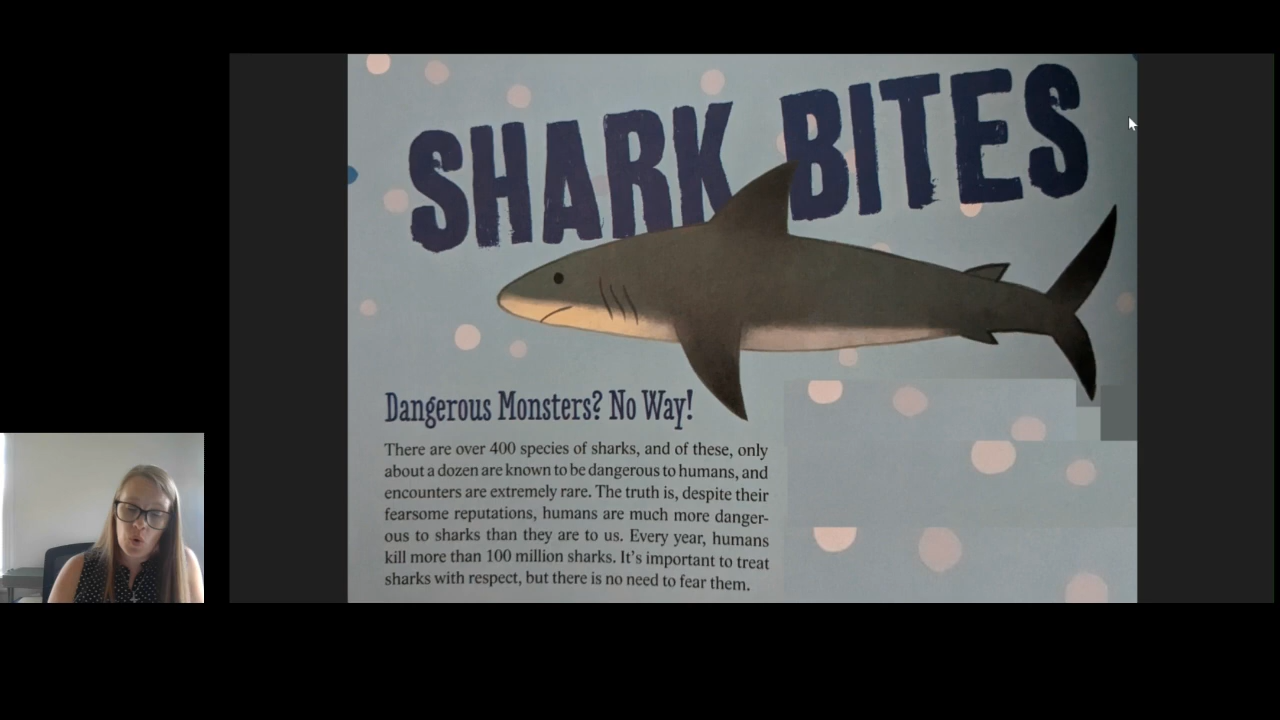 SHARK BITES
Dangerous Monsters? No Way!
There are over 400 species of sharks, and of these, only
about a dozen are known to be dangerous to humans, and
encounters are extremely rare. The truth is, despite their
fearsome reputations, humans are much more danger-
ous to sharks than they are to us. Every year, humans
kill more than 100 million sharks. It's important to treat
sharks with respect, but there is no need to fear them.